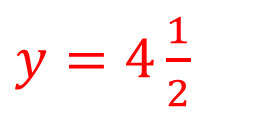 y = 4 1/2